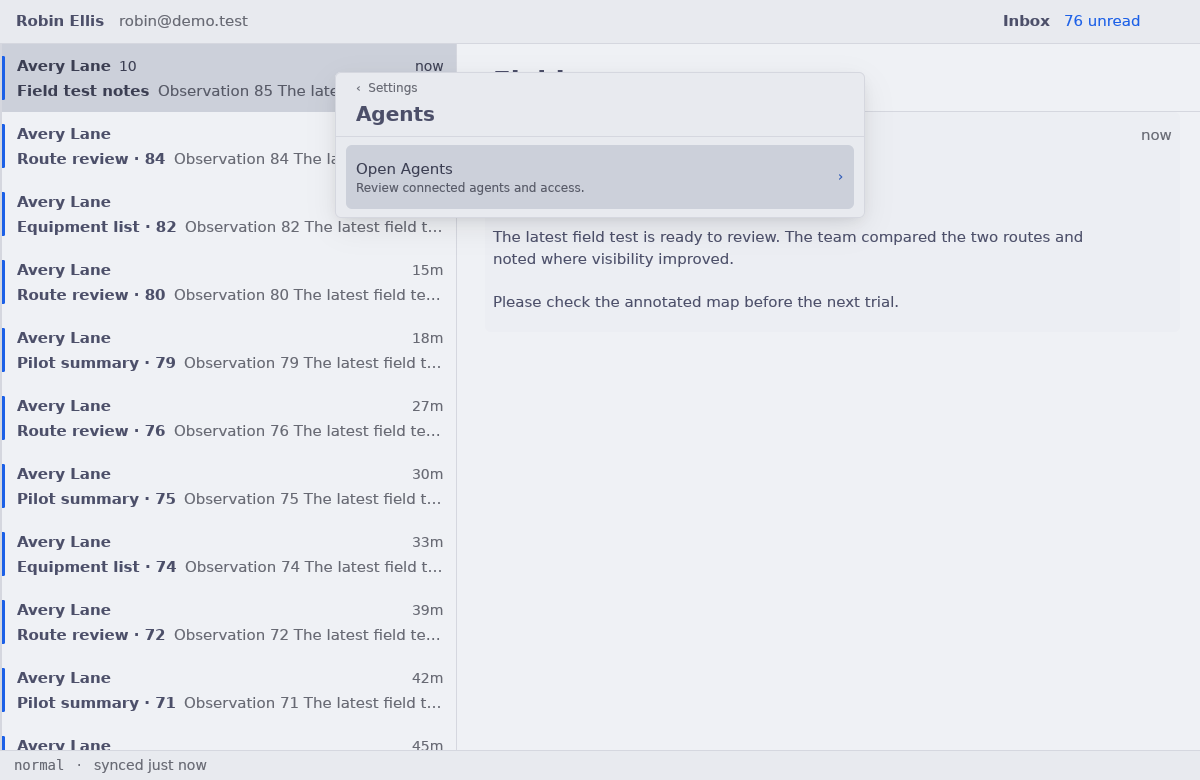 Robin Ellis robin@demo.test
Inbox 76 unread
Avery Lane 10 now
Field test notes Observation 85 The late
Avery Lane
Route review · 84 Observation 84 The la
Avery Lane
Equipment list · 82 Observation 82 The latest field t…
Avery Lane 15m
Route review · 80 Observation 80 The latest field te…
Avery Lane 18m
Pilot summary · 79 Observation 79 The latest field t…
Avery Lane 27m
Route review · 76 Observation 76 The latest field te…
Avery Lane 30m
Pilot summary · 75 Observation 75 The latest field t…
Avery Lane 33m
Equipment list · 74 Observation 74 The latest field t…
Avery Lane 39m
Route review · 72 Observation 72 The latest field te…
Avery Lane 42m
Pilot summary · 71 Observation 71 The latest field t…
Avery Lane 45m
‹ Settings
Agents
Open Agents
Review connected agents and access.
›
now
The latest field test is ready to review. The team compared the two routes and
noted where visibility improved.
Please check the annotated map before the next trial.
normal · synced just now